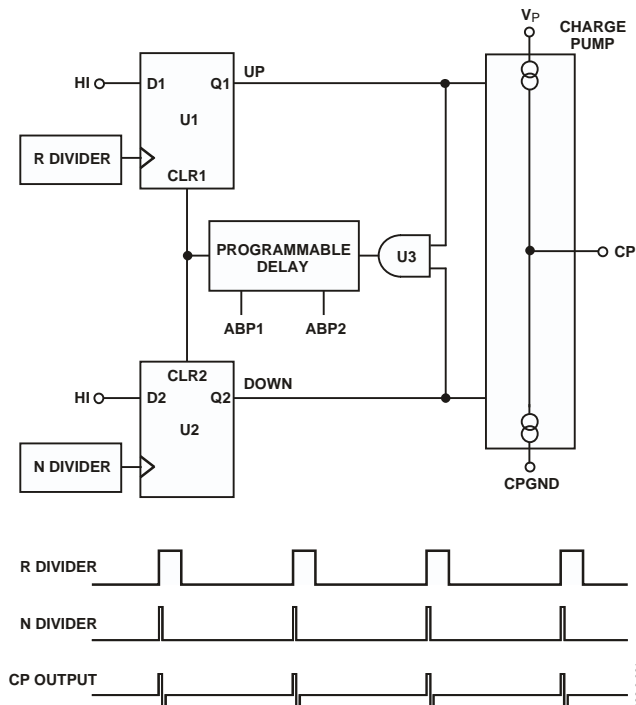 VP
CHARGE
PUMP
HI
D1
Q1
UP
U1
R DIVIDER
CLR1
PROGRAMMABLE
DELAY
U3
CP
ABP1
ABP2
CLR2
DOWN
HI
D2
Q2
U2
N DIVIDER
CPGND
R DIVIDER
N DIVIDER
CP OUTPUT